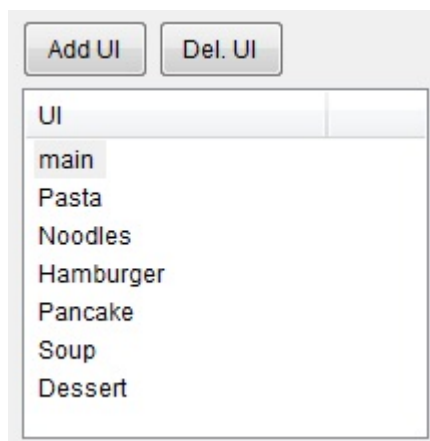 Add UI Del. UI
UI
main
Pasta
Noodles
Hamburger
Pancake
Soup
Dessert